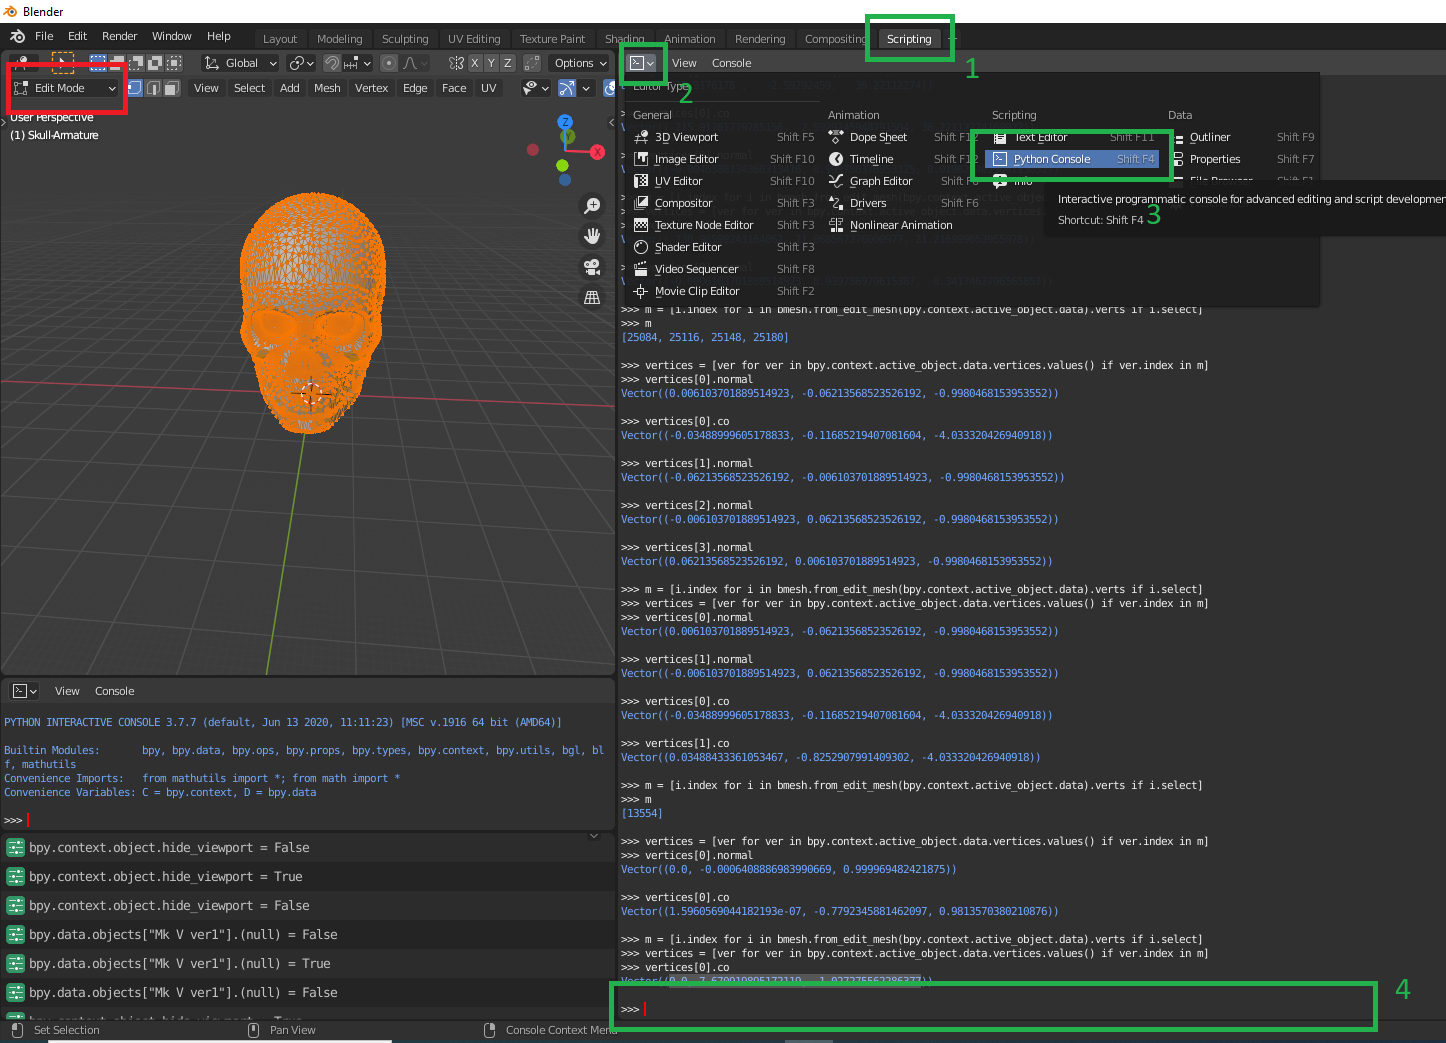 Blender
File Edit Render Window Help Layout Modeling Sculpting UV Editing Texture Paint Shading Animation Rendering Compositing Scripting
1
Global X Y Z Options
View Console
2
Edit Mode View Select Add Mesh Vertex Edge Face UV
Editor Type
User Perspective
(1) Skull-Armature
General Animation Scripting Data
3D Viewport Shift F5 Dope Sheet Shift F12 Text Editor Shift F11 Outliner Shift F9
Image Editor Shift F10 Timeline Shift F12 Python Console Shift F4 Properties Shift F7
UV Editor Shift F10 Graph Editor Shift F6 Info File Browser Shift F1
Compositor Shift F3 Drivers Shift F6
Texture Node Editor Shift F3 Nonlinear Animation
Shader Editor Shift F3
Video Sequencer Shift F8
Movie Clip Editor Shift F2
Interactive programmatic console for advanced editing and script developmen
Shortcut: Shift F4
3
>>> m = [i.index for i in bmesh.from_edit_mesh(bpy.context.active_object.data).verts if i.select]
>>> m
[25084, 25116, 25148, 25180]
>>> vertices = [ver for ver in bpy.context.active_object.data.vertices.values() if ver.index in m]
>>> vertices[0].normal
Vector((0.006103701889514923, -0.06213568523526192, -0.9980468153953552))
>>> vertices[0].co
Vector((-0.03488999605178833, -0.11685219407081604, -4.033320426940918))
>>> vertices[1].normal
Vector((-0.06213568523526192, -0.006103701889514923, -0.9980468153953552))
>>> vertices[2].normal
Vector((-0.006103701889514923, 0.06213568523526192, -0.9980468153953552))
>>> vertices[3].normal
Vector((0.06213568523526192, 0.006103701889514923, -0.9980468153953552))
>>> m = [i.index for i in bmesh.from_edit_mesh(bpy.context.active_object.data).verts if i.select]
>>> vertices = [ver for ver in bpy.context.active_object.data.vertices.values() if ver.index in m]
>>> vertices[0].normal
Vector((0.006103701889514923, -0.06213568523526192, -0.9980468153953552))
>>> vertices[1].normal
Vector((-0.006103701889514923, 0.06213568523526192, -0.9980468153953552))
>>> vertices[0].co
Vector((-0.03488999605178833, -0.11685219407081604, -4.033320426940918))
>>> vertices[1].co
Vector((0.03488433361053467, -0.8252907991409302, -4.033320426940918))
>>> m = [i.index for i in bmesh.from_edit_mesh(bpy.context.active_object.data).verts if i.select]
>>> m
[13554]
>>> vertices = [ver for ver in bpy.context.active_object.data.vertices.values() if ver.index in m]
>>> vertices[0].normal
Vector((0.0, -0.0006408886983990669, 0.999969482421875))
>>> vertices[0].co
Vector((1.5960569044182193e-07, -0.7792345881462097, 0.9813570380210876))
>>> m = [i.index for i in bmesh.from_edit_mesh(bpy.context.active_object.data).verts if i.select]
>>> vertices = [ver for ver in bpy.context.active_object.data.vertices.values() if ver.index in m]
>>> vertices[0].co
>>>
4
View Console
PYTHON INTERACTIVE CONSOLE 3.7.7 (default, Jun 13 2020, 11:11:23) [MSC v.1916 64 bit (AMD64)]
Builtin Modules: bpy, bpy.data, bpy.ops, bpy.props, bpy.types, bpy.context, bpy.utils, bgl, bl
f, mathutils
Convenience Imports: from mathutils import *; from math import *
Convenience Variables: C = bpy.context, D = bpy.data
>>>
bpy.context.object.hide_viewport = False
bpy.context.object.hide_viewport = True
bpy.context.object.hide_viewport = False
bpy.data.objects["Mk V ver1"].(null) = False
bpy.data.objects["Mk V ver1"].(null) = True
bpy.data.objects["Mk V ver1"].(null) = False
bpy.context.object.hide_viewport = True
Set Selection Pan View Console Context Menu